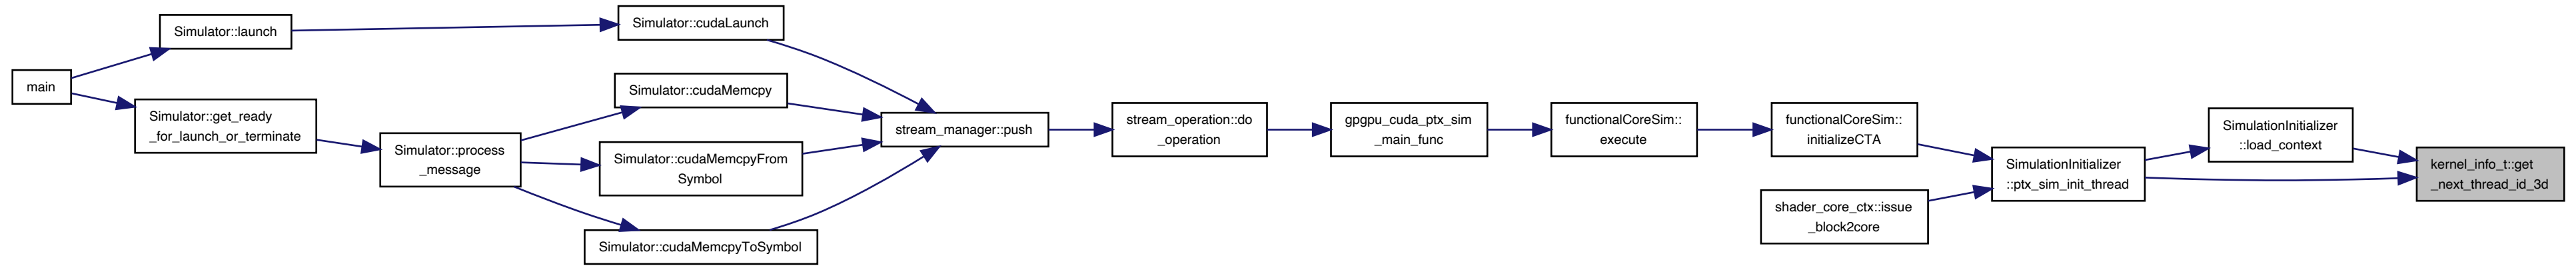 main
Simulator::launch
Simulator::get_ready
_for_launch_or_terminate
Simulator::process
_message
Simulator::cudaLaunch
Simulator::cudaMemcpy
Simulator::cudaMemcpyFrom
Symbol
Simulator::cudaMemcpyToSymbol
stream_manager::push
stream_operation::do
_operation
gpgpu_cuda_ptx_sim
_main_func
functionalCoreSim::
execute
functionalCoreSim::
initializeCTA
shader_core_ctx::issue
_block2core
SimulationInitializer
::ptx_sim_init_thread
SimulationInitializer
::load_context
kernel_info_t::get
_next_thread_id_3d